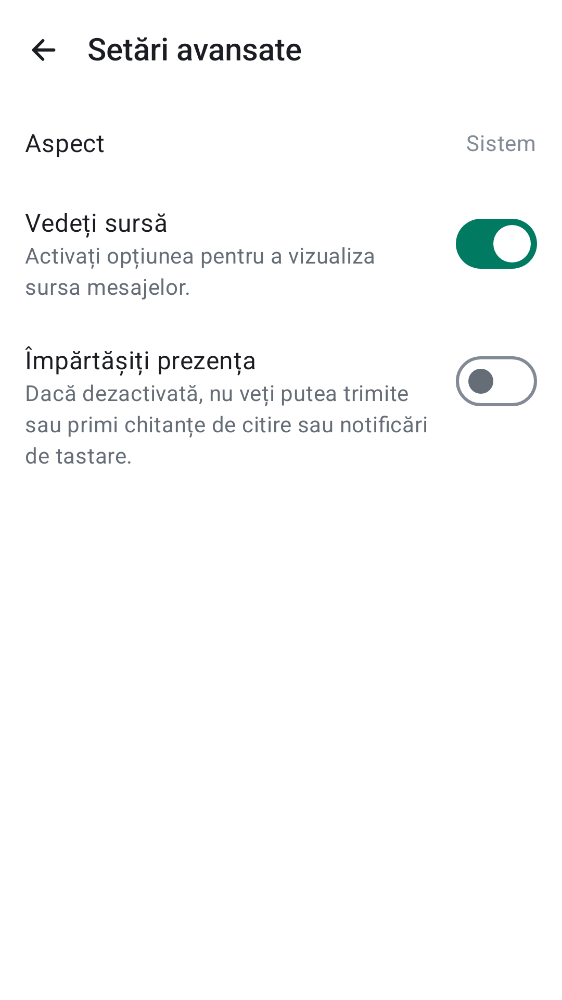 Setări avansate
Aspect
Sistem
Vedeți sursă
Activați opțiunea pentru a vizualiza
sursa mesajelor.
Împărtășiți prezența
Dacă dezactivată, nu veți putea trimite
sau primi chitanțe de citire sau notificări
de tastare.